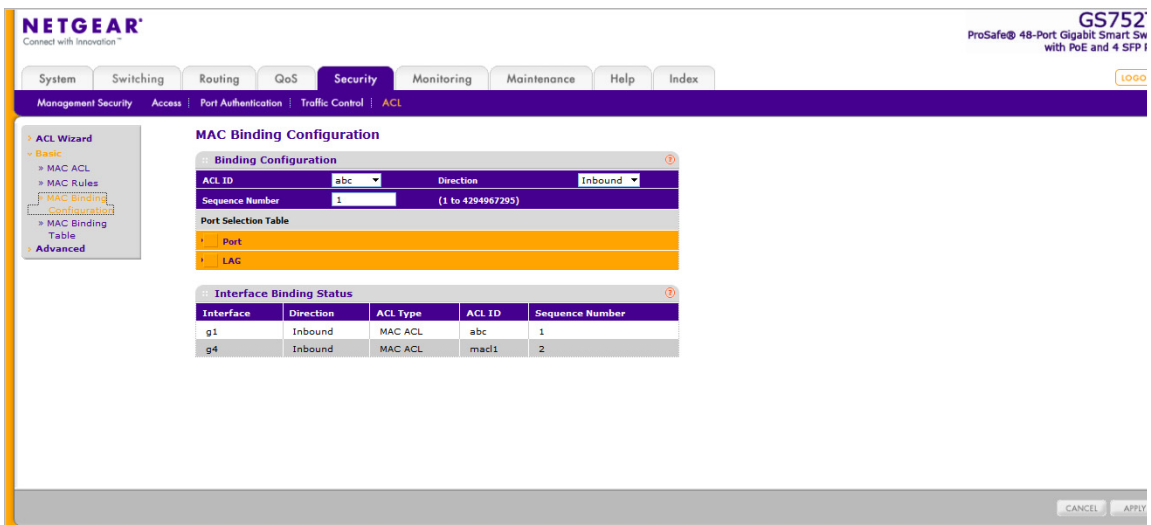 NETGEAR®
Connect with Innovation™
GS752
ProSafe® 48-Port Gigabit Smart Sw
with PoE and 4 SFP
System Switching Routing QoS Security Monitoring Maintenance Help Index
LOGO
Management Security Access Port Authentication Traffic Control ACL
ACL Wizard
Basic
» MAC ACL
» MAC Rules
» MAC Binding
Configuration
» MAC Binding
Table
Advanced
MAC Binding Configuration
Binding Configuration ?
ACL ID abc Direction Inbound
Sequence Number 1 (1 to 4294967295)
Port Selection Table
Port
LAG
Interface Binding Status ?
Interface Direction ACL Type ACL ID Sequence Number
g1 Inbound MAC ACL abc 1
g4 Inbound MAC ACL macl1 2
CANCEL APPLY